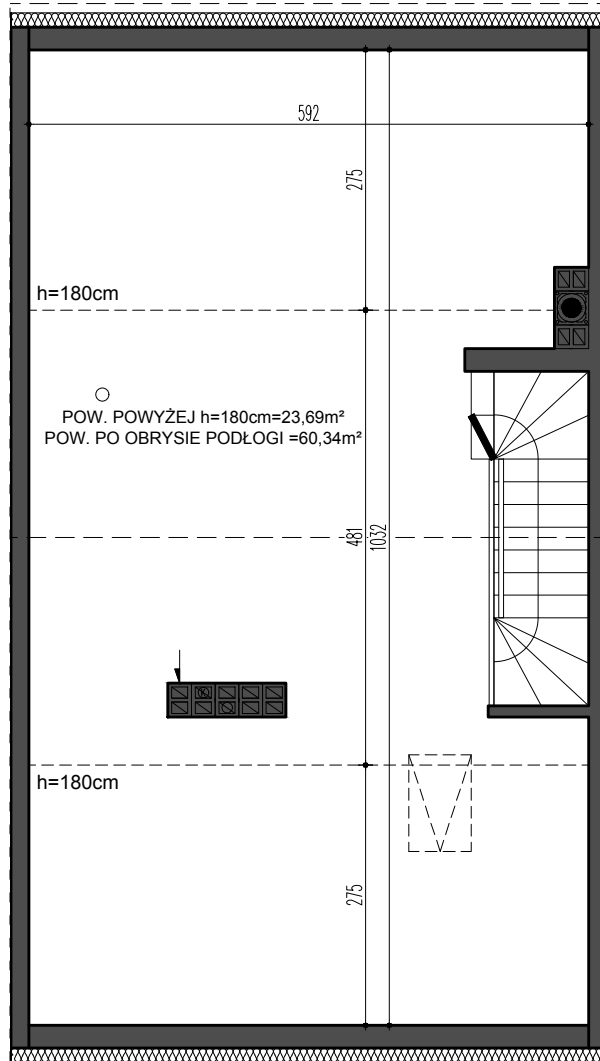 592
275
h=180cm
POW. POWYŻEJ h=180cm=23,69m²
POW. PO OBRYSIE PODŁOGI =60,34m²
481
1032
h=180cm
275